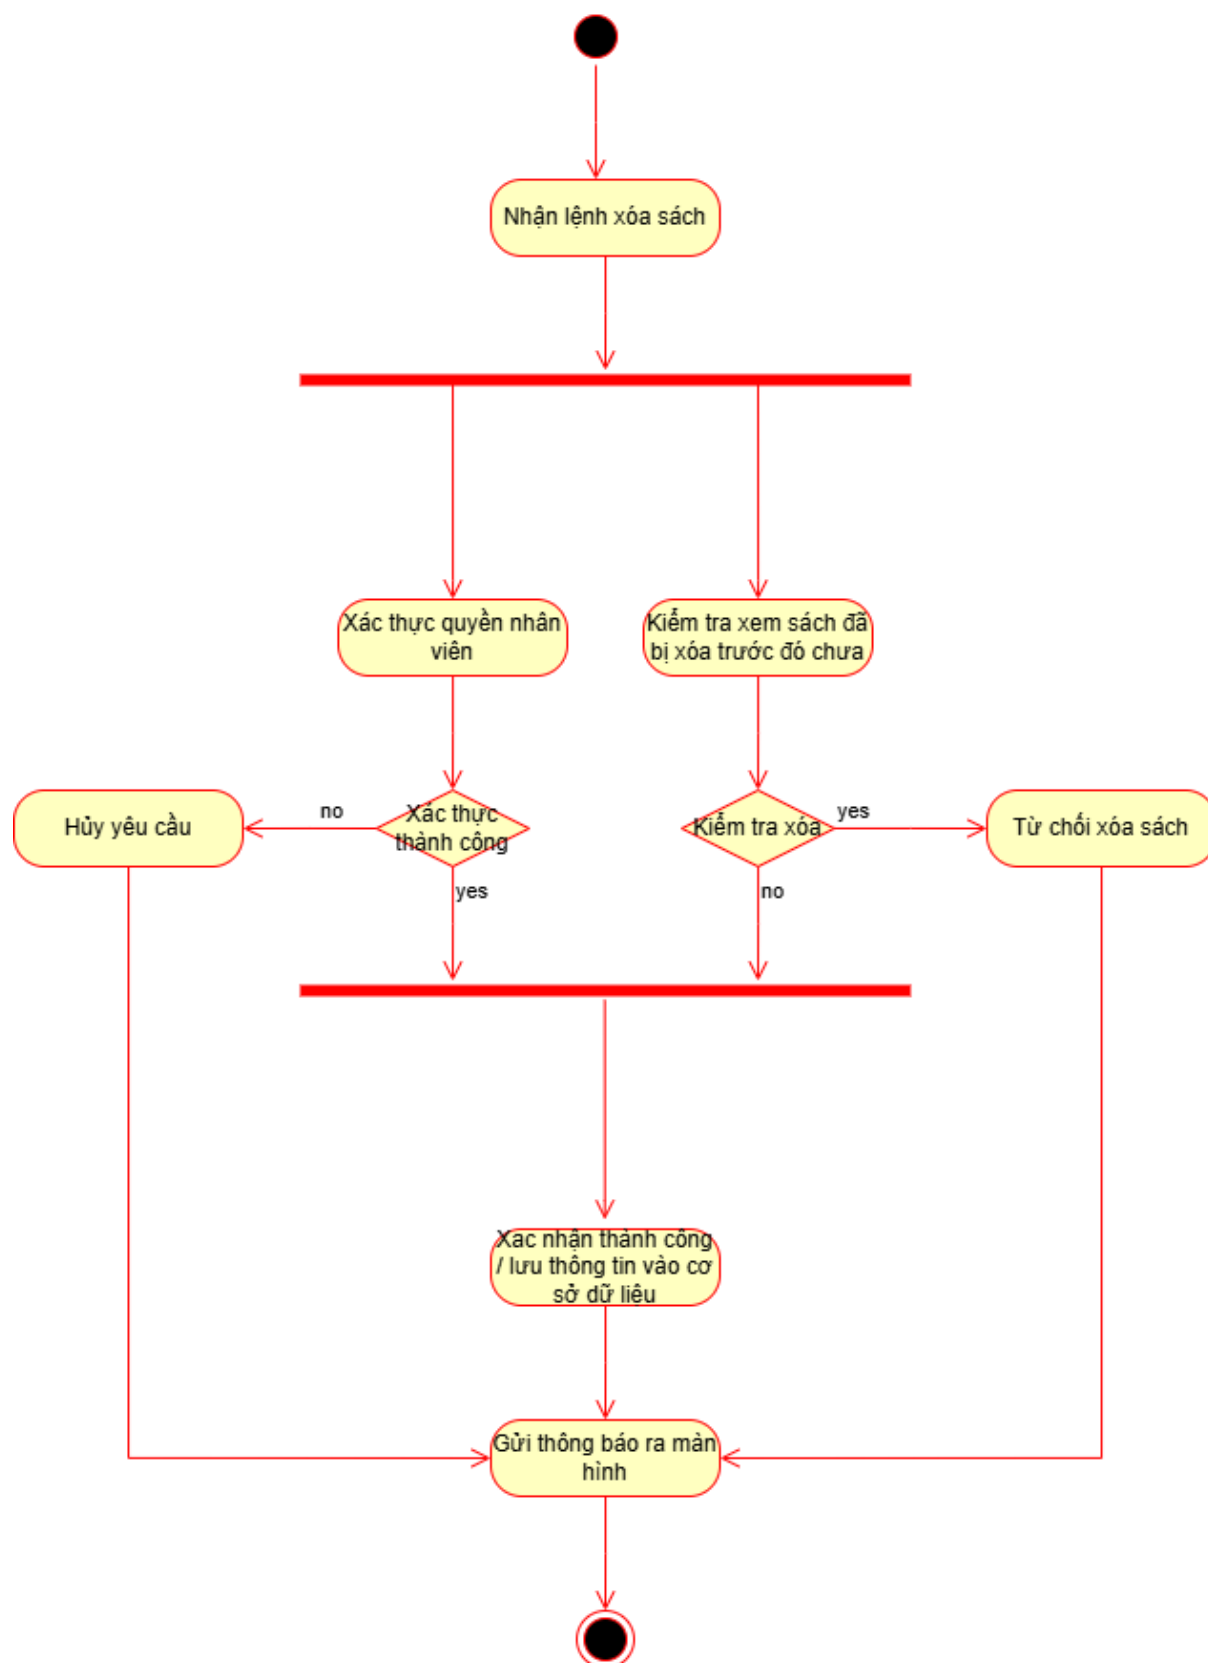 Nhận lệnh xóa sách
Xác thực quyền nhân
viên
Kiểm tra xem sách đã
bị xóa trước đó chưa
Hủy yêu cầu
no
Xác thực
thành công
Kiểm tra xóa
yes
Từ chối xóa sách
yes
no
Xac nhận thành công
/ lưu thông tin vào cơ
sở dữ liệu
Gửi thông báo ra màn
hình